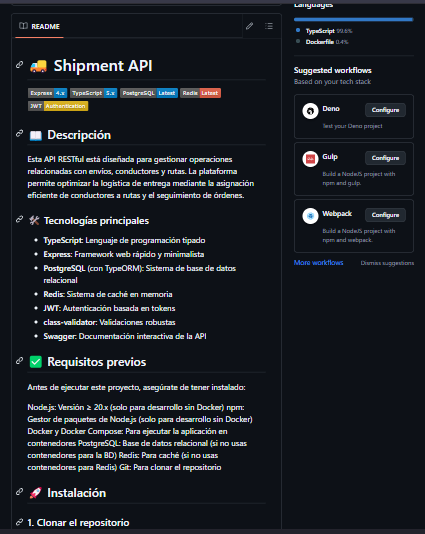 README
Languages
TypeScript 99.6%
Dockerfile 0.4%
Shipment API
Express 4.x TypeScript 5.x PostgreSQL Latest Redis Latest
JWT Authentication
Descripción
Esta API RESTful está diseñada para gestionar operaciones
relacionadas con envíos, conductores y rutas. La plataforma
permite optimizar la logística de entrega mediante la asignación
eficiente de conductores a rutas y el seguimiento de órdenes.
Tecnologías principales
TypeScript: Lenguaje de programación tipado
Express: Framework web rápido y minimalista
PostgreSQL (con TypeORM): Sistema de base de datos
relacional
Redis: Sistema de caché en memoria
JWT: Autenticación basada en tokens
class-validator: Validaciones robustas
Swagger: Documentación interactiva de la API
Requisitos previos
Antes de ejecutar este proyecto, asegúrate de tener instalado:
Node.js: Versión ≥ 20.x (solo para desarrollo sin Docker) npm:
Gestor de paquetes de Node.js (solo para desarrollo sin Docker)
Docker y Docker Compose: Para ejecutar la aplicación en
contenedores PostgreSQL: Base de datos relacional (si no usas
contenedores para la BD) Redis: Para caché (si no usas
contenedores para Redis) Git: Para clonar el repositorio
Instalación
1. Clonar el repositorio
Suggested workflows
Based on your tech stack
Deno
Configure
Test your Deno project
Gulp
Configure
Build a NodeJS project with
npm and gulp.
Webpack
Configure
Build a NodeJS project with
npm and webpack.
More workflows
Dismiss suggestions